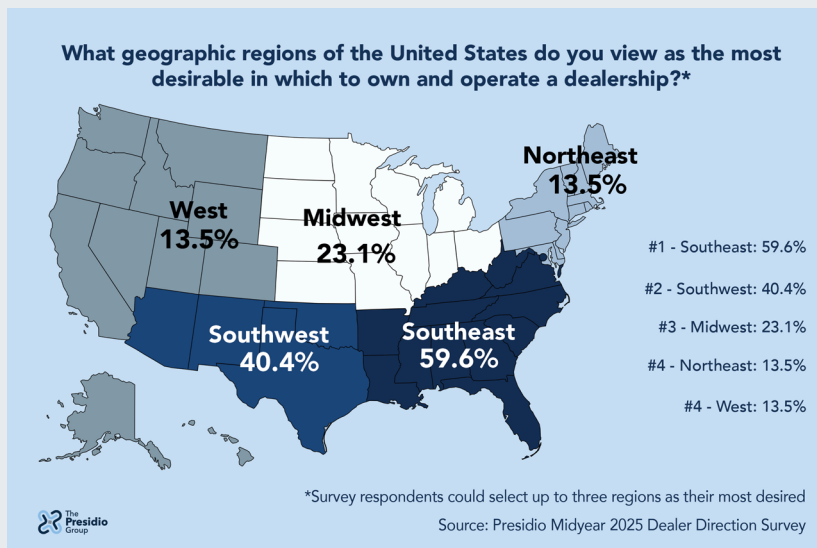 What geographic regions of the United States do you view as the most
desirable in which to own and operate a dealership?*
Northeast
13.5%
West
13.5%
Midwest
23.1%
Southwest
40.4%
Southeast
59.6%
#1 - Southeast: 59.6%
#2 - Southwest: 40.4%
#3 - Midwest: 23.1%
#4 - Northeast: 13.5%
#4 - West: 13.5%
*Survey respondents could select up to three regions as their most desired
The
Presidio
Group
Source: Presidio Midyear 2025 Dealer Direction Survey